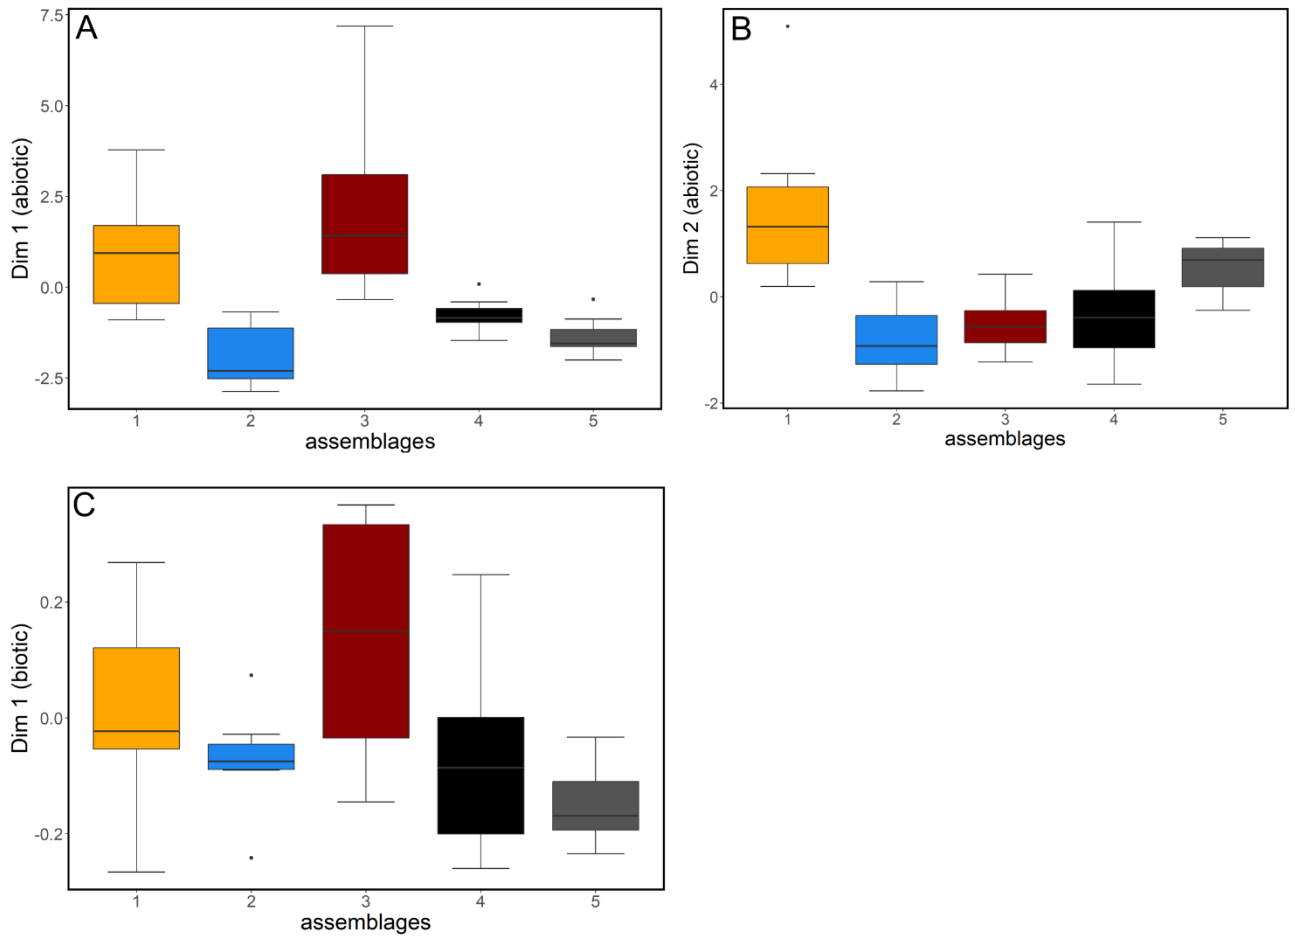 A
7.5
5.0
2.5
0.0
-2.5
Dim 1 (abiotic)
1 2 3 4 5
assemblages
B
4
2
0
-2
Dim 2 (abiotic)
1 2 3 4 5
assemblages
C
0.2
0.0
-0.2
Dim 1 (biotic)
1 2 3 4 5
assemblages